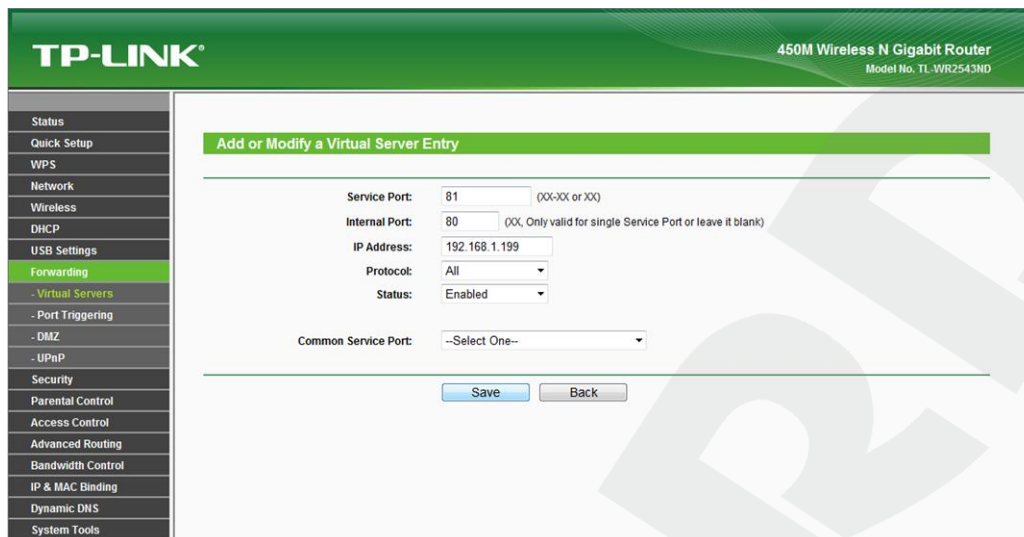 TP-LINK®
450M Wireless N Gigabit Router
Model No. TL-WR2543ND
Status
Quick Setup
WPS
Network
Wireless
DHCP
USB Settings
Forwarding
- Virtual Servers
- Port Triggering
- DMZ
- UPnP
Security
Parental Control
Access Control
Advanced Routing
Bandwidth Control
IP & MAC Binding
Dynamic DNS
System Tools
Add or Modify a Virtual Server Entry
Service Port: 81 (XX-XX or XX)
Internal Port: 80 (XX, Only valid for single Service Port or leave it blank)
IP Address: 192.168.1.199
Protocol: All
Status: Enabled
Common Service Port: --Select One--
Save Back